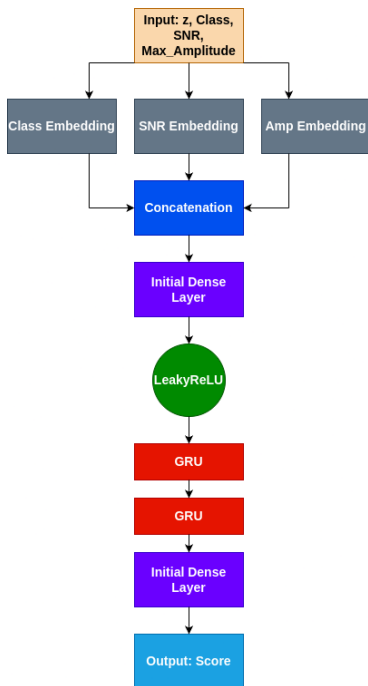 Input: z, Class,
SNR,
Max_Amplitude
Class Embedding
SNR Embedding
Amp Embedding
Concatenation
Initial Dense
Layer
LeakyReLU
GRU
GRU
Initial Dense
Layer
Output: Score